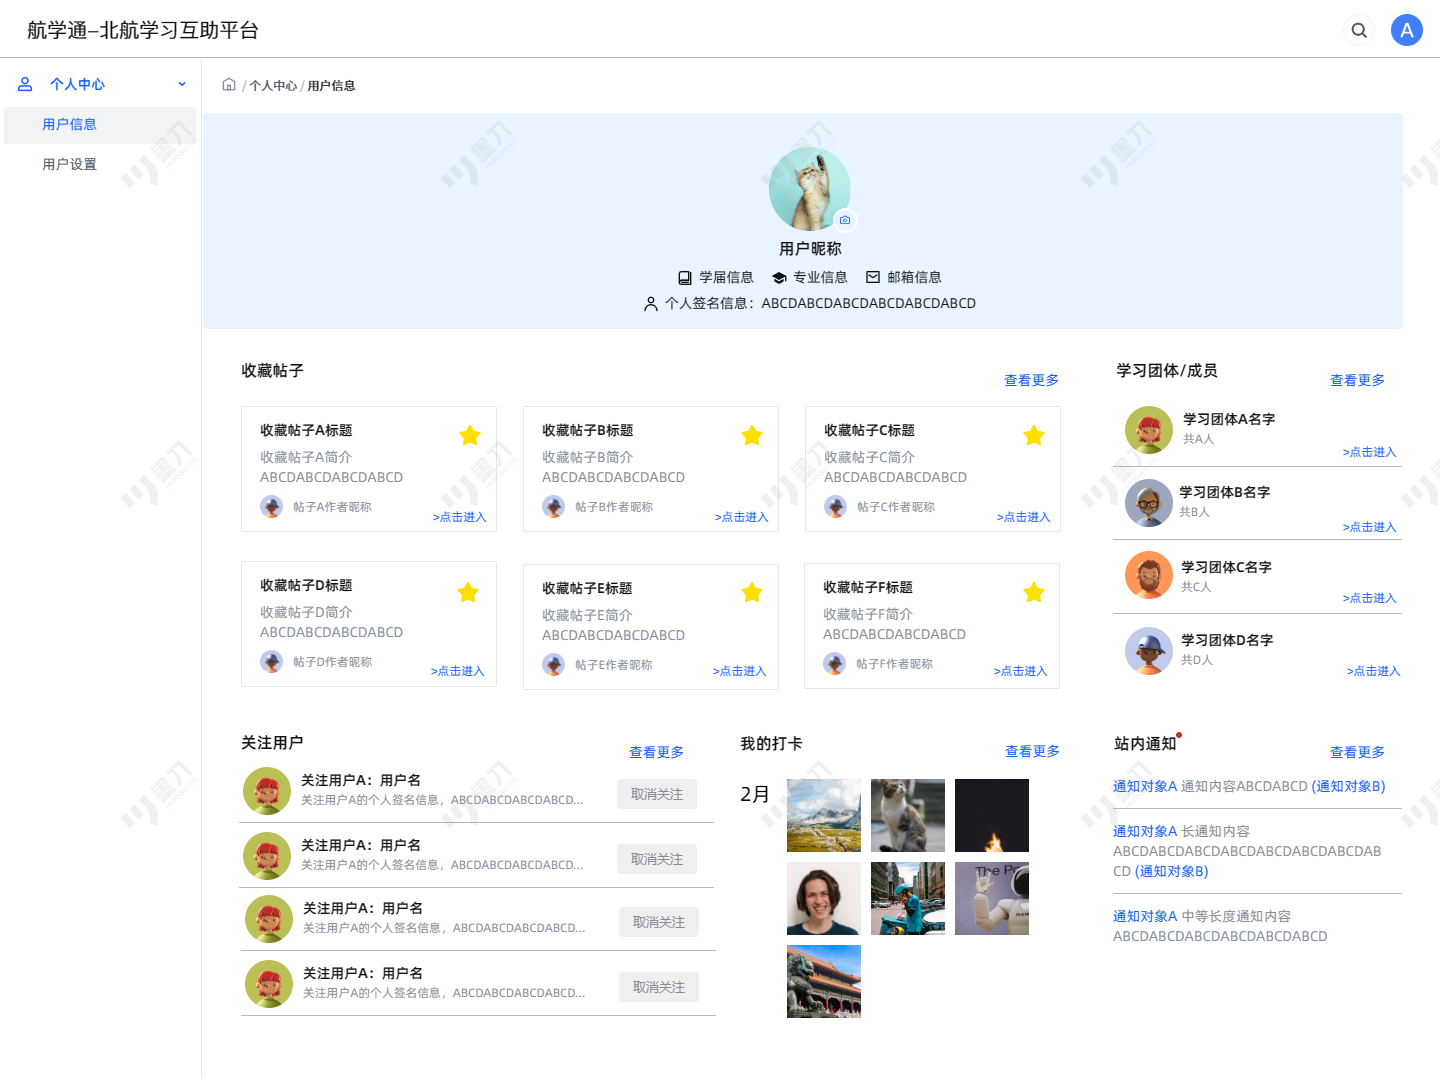 航学通–北航学习互助平台
A
个人中心
用户信息
用户设置
/ 个人中心 / 用户信息
用户昵称
学届信息 专业信息 邮箱信息
个人签名信息：ABCDABCDABCDABCDABCDABCD
收藏帖子
查看更多
收藏帖子A标题
收藏帖子A简介
ABCDABCDABCDABCD
帖子A作者昵称
>点击进入
收藏帖子B标题
收藏帖子B简介
ABCDABCDABCDABCD
帖子B作者昵称
>点击进入
收藏帖子C标题
收藏帖子C简介
ABCDABCDABCDABCD
帖子C作者昵称
>点击进入
收藏帖子D标题
收藏帖子D简介
ABCDABCDABCDABCD
帖子D作者昵称
>点击进入
收藏帖子E标题
收藏帖子E简介
ABCDABCDABCDABCD
帖子E作者昵称
>点击进入
收藏帖子F标题
收藏帖子F简介
ABCDABCDABCDABCD
帖子F作者昵称
>点击进入
学习团体/成员
查看更多
学习团体A名字
共A人
>点击进入
学习团体B名字
共B人
>点击进入
学习团体C名字
共C人
>点击进入
学习团体D名字
共D人
>点击进入
关注用户
查看更多
关注用户A：用户名
关注用户A的个人签名信息，ABCDABCDABCDABCD...
取消关注
关注用户A：用户名
关注用户A的个人签名信息，ABCDABCDABCDABCD...
取消关注
关注用户A：用户名
关注用户A的个人签名信息，ABCDABCDABCDABCD...
取消关注
关注用户A：用户名
关注用户A的个人签名信息，ABCDABCDABCDABCD...
取消关注
我的打卡
查看更多
2月
The Po
站内通知
查看更多
通知对象A 通知内容ABCDABCD (通知对象B)
通知对象A 长通知内容
ABCDABCDABCDABCDABCDABCDABCDAB
CD (通知对象B)
通知对象A 中等长度通知内容
ABCDABCDABCDABCDABCDABCD
墨刀
MODAO.CC